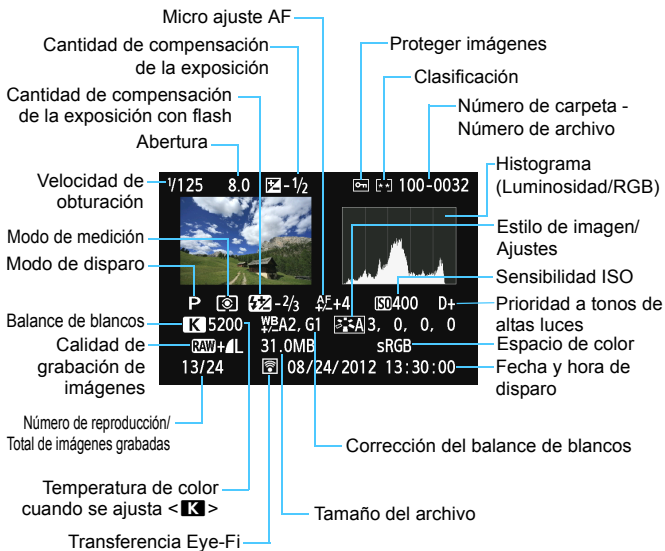 Micro ajuste AF
Cantidad de compensación
de la exposición
Proteger imágenes
Clasificación
Cantidad de compensación
de la exposición con flash
Número de carpeta -
Número de archivo
Abertura
Histograma
(Luminosidad/RGB)
Velocidad de
obturación
1/125 8.0 -1/2 100-0032
Estilo de imagen/
Ajustes
Modo de medición
Modo de disparo
Sensibilidad ISO
P -2/3 AF+4 ISO400 D+
Prioridad a tonos de
altas luces
Balance de blancos
K 5200 WB A2, G1 A 3, 0, 0, 0
Calidad de
grabación de
imágenes
RAW+L 31.0MB sRGB
Espacio de color
13/24 08/24/2012 13:30:00
Fecha y hora de
disparo
Número de reproducción/
Total de imágenes grabadas
Corrección del balance de blancos
Temperatura de color
cuando se ajusta <K>
Tamaño del archivo
Transferencia Eye-Fi